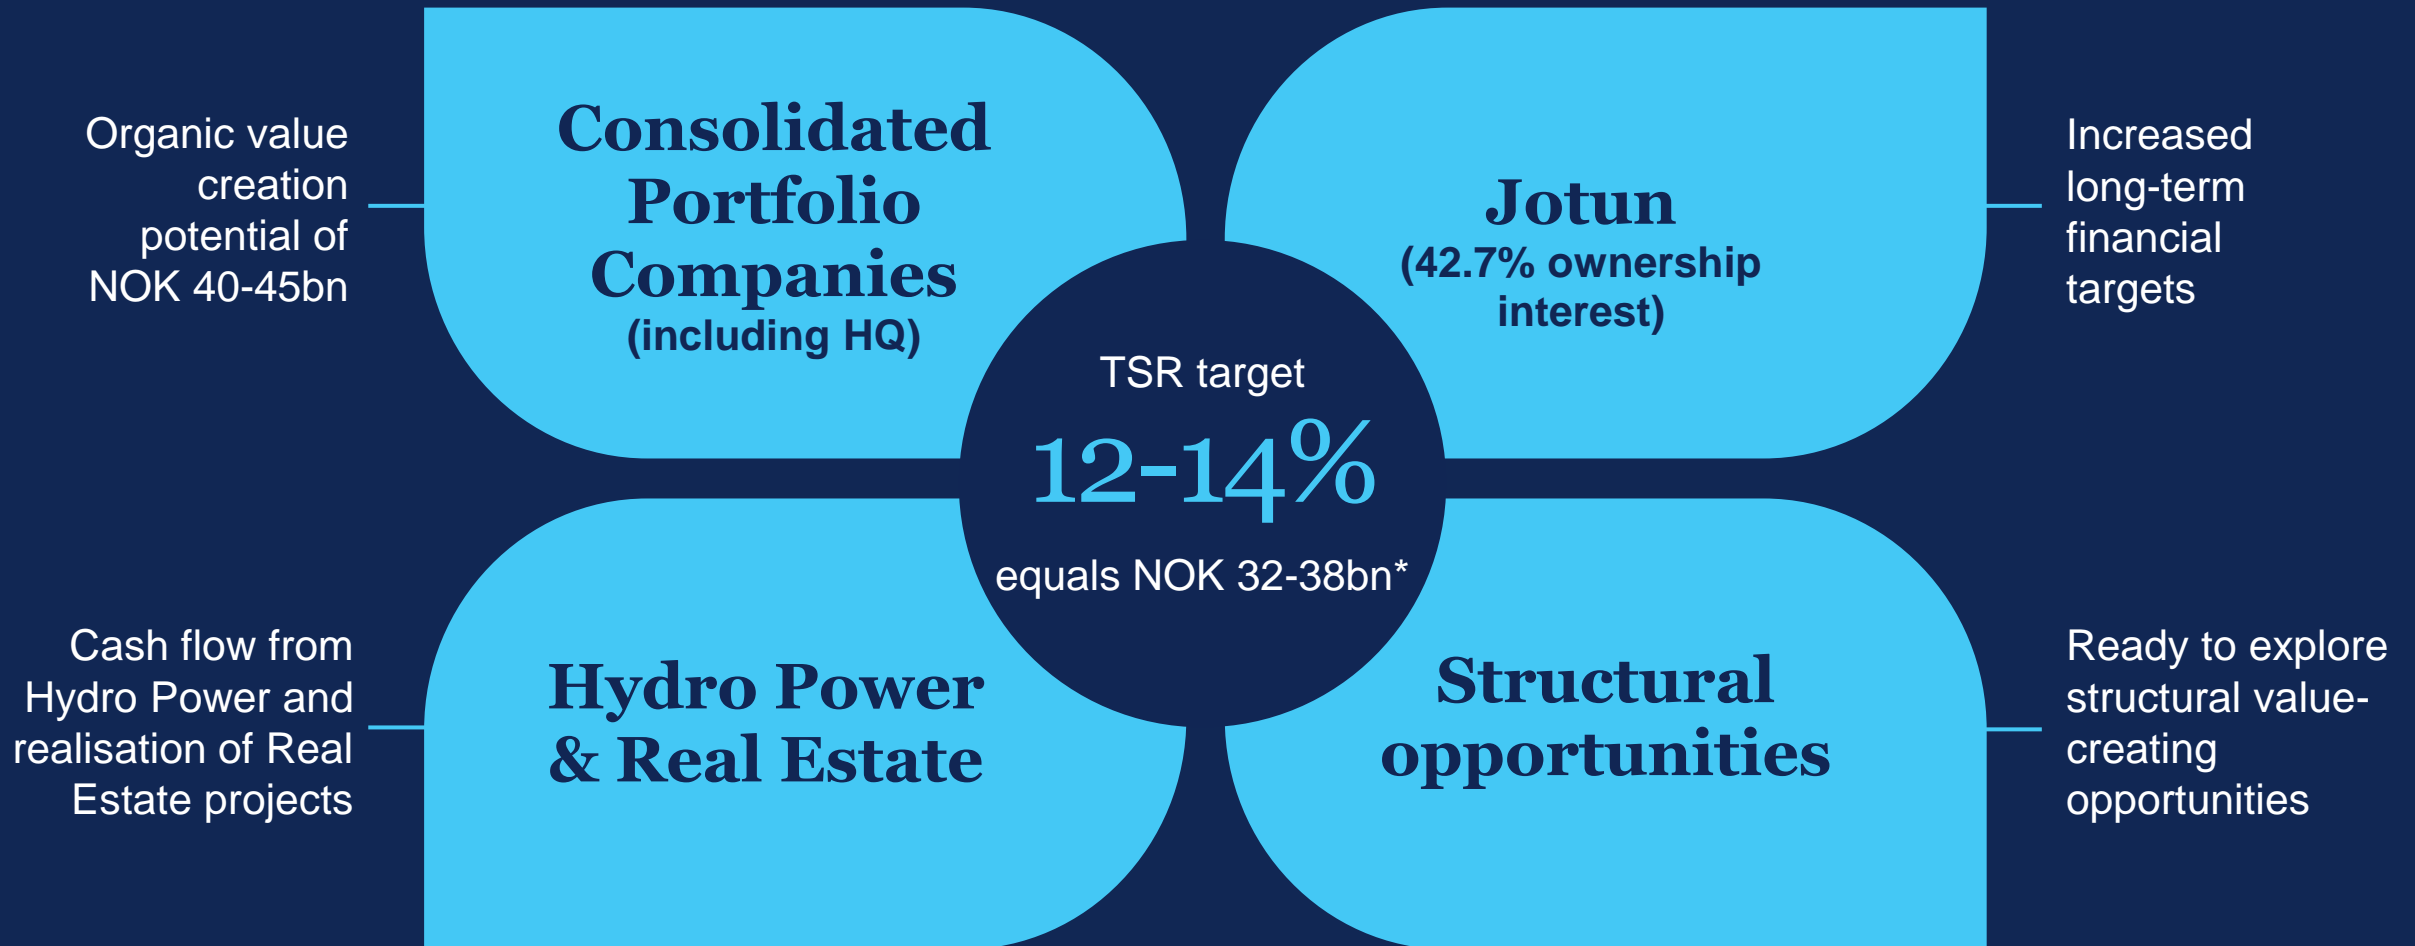 Organic value
creation
potential of
NOK 40-45bn
Consolidated
Portfolio
Companies
(including HQ)
Jotun
(42.7% ownership
interest)
Increased
long-term
financial
targets
TSR target
12-14%
equals NOK 32-38bn*
Cash flow from
Hydro Power and
realisation of Real
Estate projects
Hydro Power
& Real Estate
Structural
opportunities
Ready to explore
structural value-
creating
opportunities